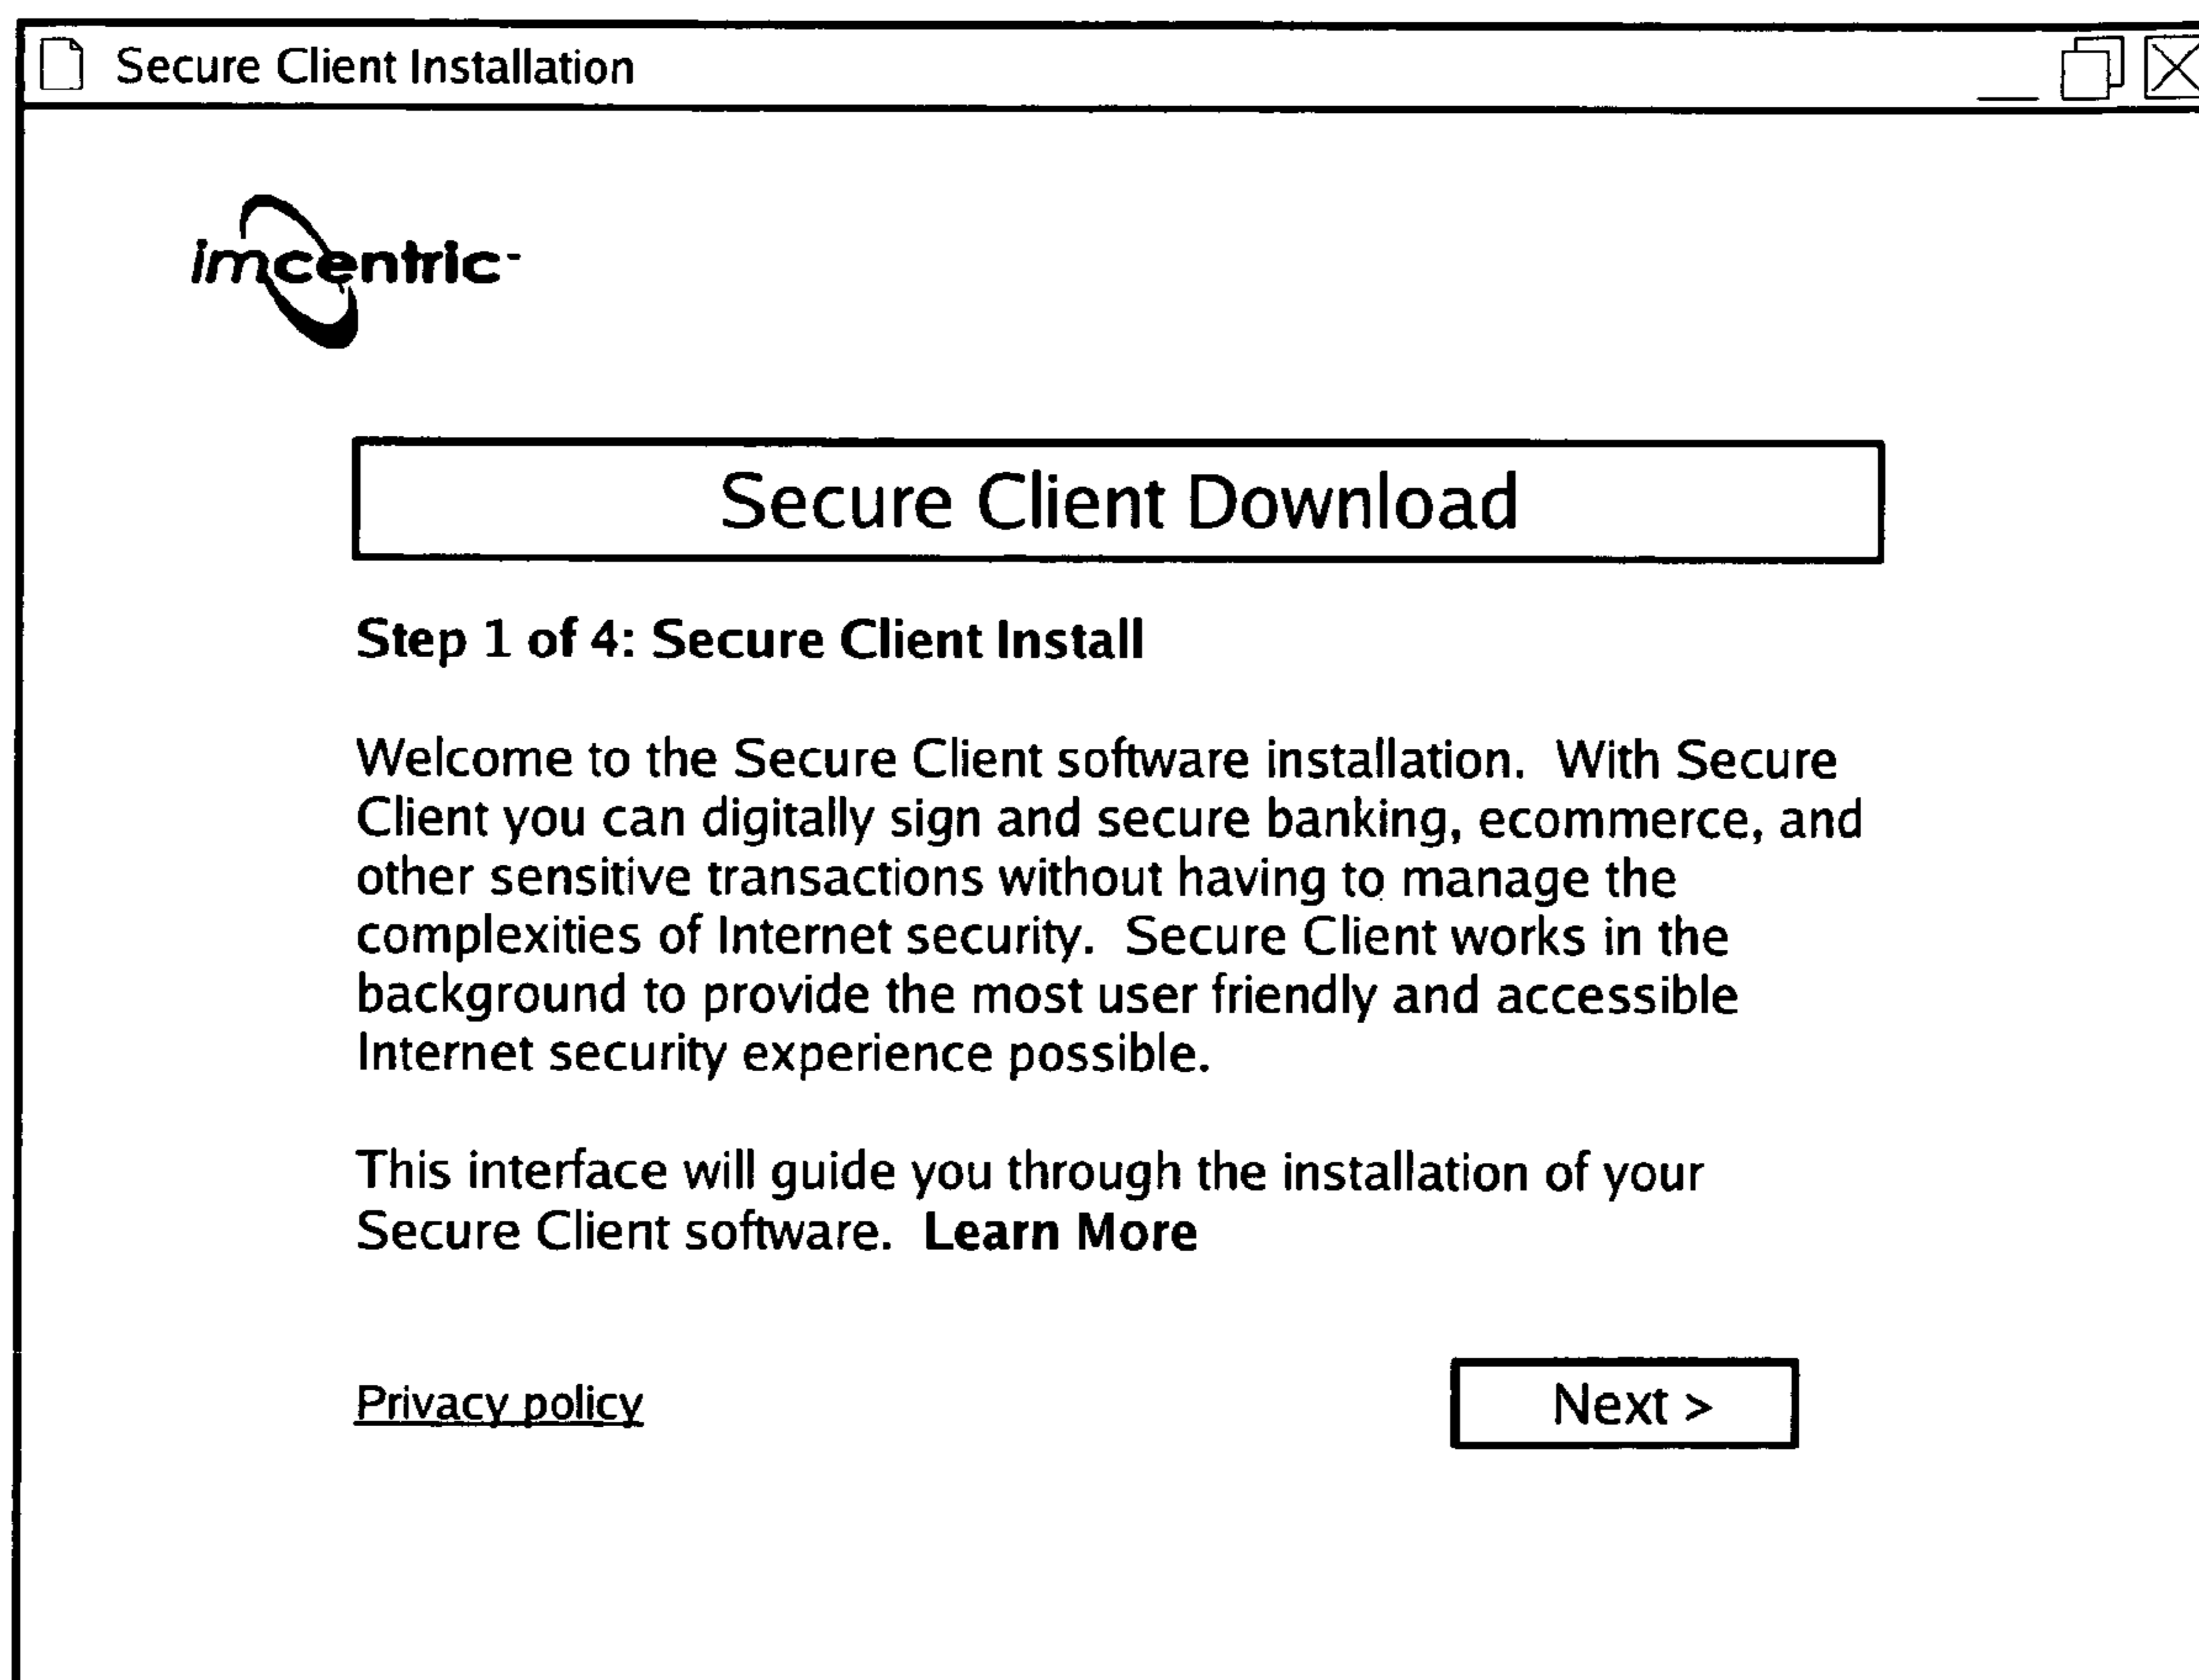 Secure Client Installation
imcentric
Secure Client Download
Step 1 of 4: Secure Client Install
Welcome to the Secure Client software installation.  With Secure
Client you can digitally sign and secure banking, ecommerce, and
other sensitive transactions without having to manage the
complexities of Internet security.  Secure Client works in the
background to provide the most user friendly and accessible
Internet security experience possible.
This interface will guide you through the installation of your
Secure Client software.  Learn More
Privacy policy
Next >